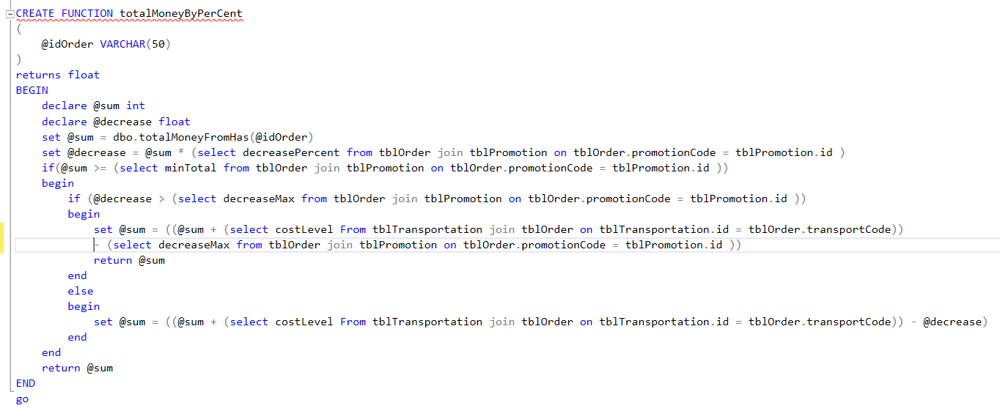 CREATE FUNCTION totalMoneyByPerCent
(
    @idOrder VARCHAR(50)
)
returns float
BEGIN
    declare @sum int
    declare @decrease float
    set @sum = dbo.totalMoneyFromHas(@idOrder)
    set @decrease = @sum * (select decreasePercent from tblOrder join tblPromotion on tblOrder.promotionCode = tblPromotion.id )
    if(@sum >= (select minTotal from tblOrder join tblPromotion on tblOrder.promotionCode = tblPromotion.id ))
    begin
        if (@decrease > (select decreaseMax from tblOrder join tblPromotion on tblOrder.promotionCode = tblPromotion.id ))
        begin
            set @sum = ((@sum + (select costLevel From tblTransportation join tblOrder on tblTransportation.id = tblOrder.transportCode))
            - (select decreaseMax from tblOrder join tblPromotion on tblOrder.promotionCode = tblPromotion.id ))
            return @sum
        end
        else
        begin
            set @sum = ((@sum + (select costLevel From tblTransportation join tblOrder on tblTransportation.id = tblOrder.transportCode)) - @decrease)
        end
    end
    return @sum
END
go